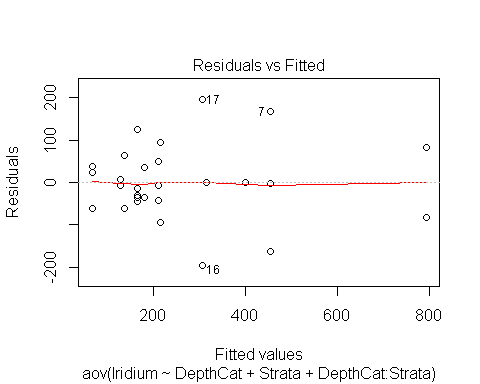 Residuals vs Fitted
Residuals
200
100
0
-200
17
7
16
200
400
600
800
Fitted values
aov(Iridium ~ DepthCat + Strata + DepthCat:Strata)